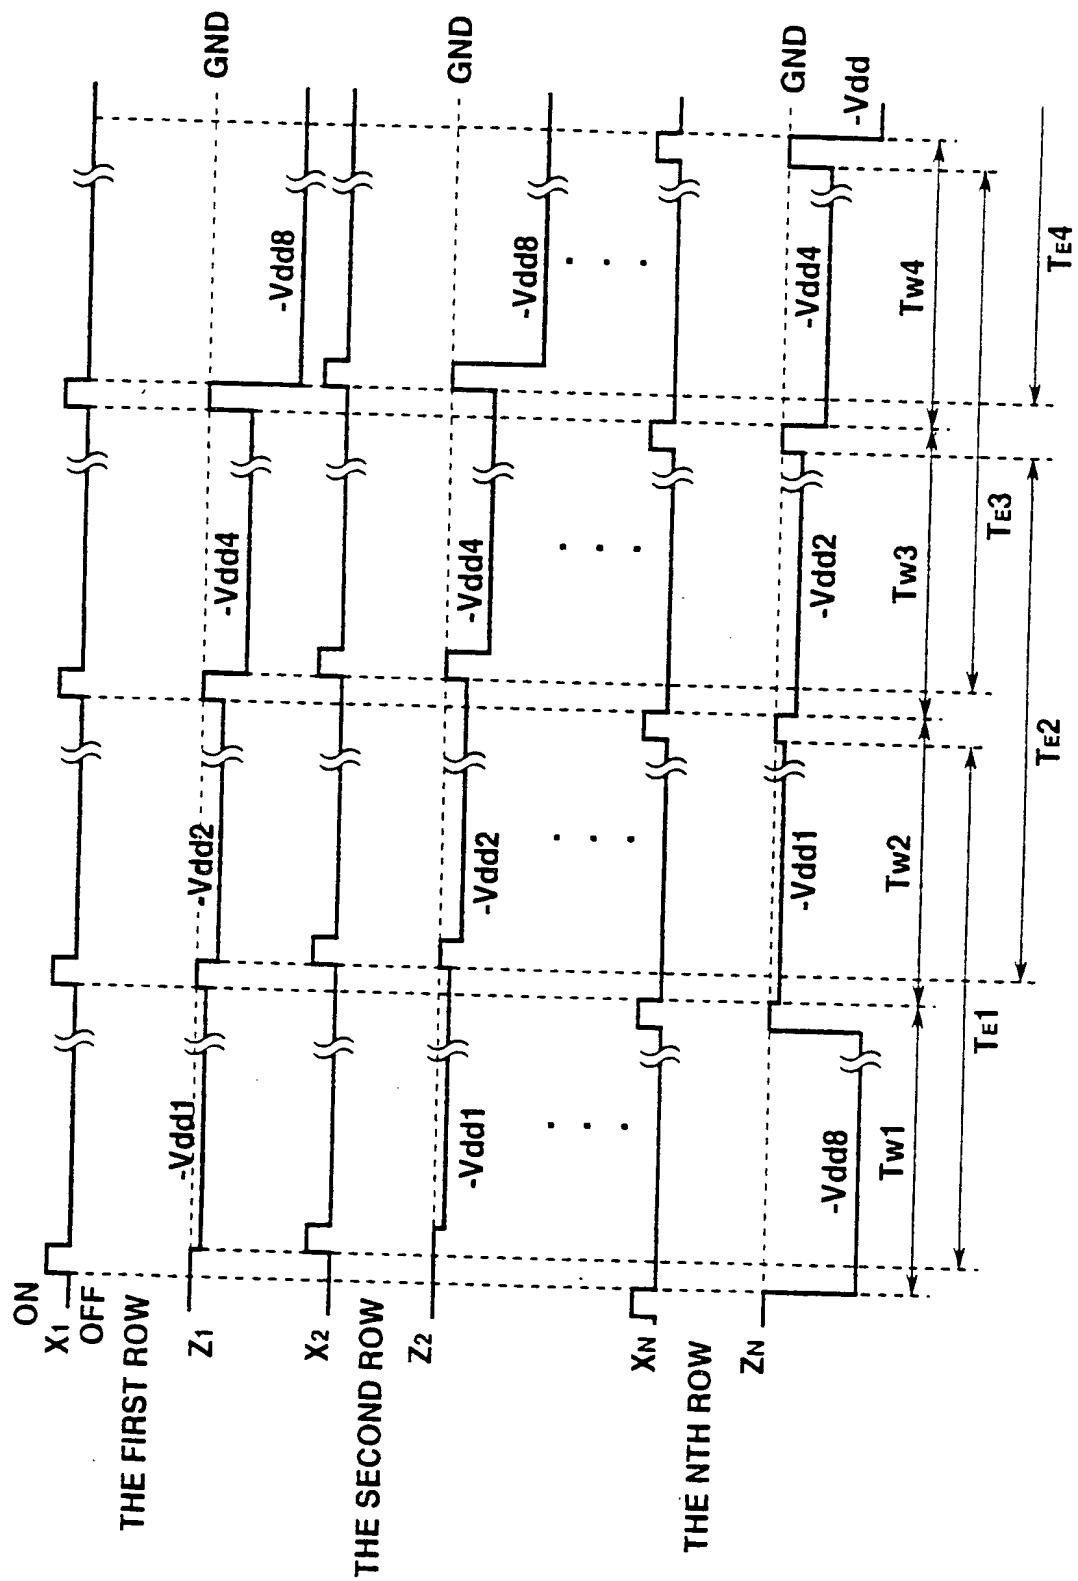 ON
X1
OFF
THE FIRST ROW
Z1
-Vdd1
-Vdd2
-Vdd4
-Vdd8
GND
X2
THE SECOND ROW
Z2
-Vdd1
-Vdd2
-Vdd4
-Vdd8
GND
XN
THE NTH ROW
ZN
-Vdd8
-Vdd1
-Vdd2
-Vdd4
GND
-Vdd
TW1
TW2
TW3
TW4
TE1
TE3
TE2
TE4